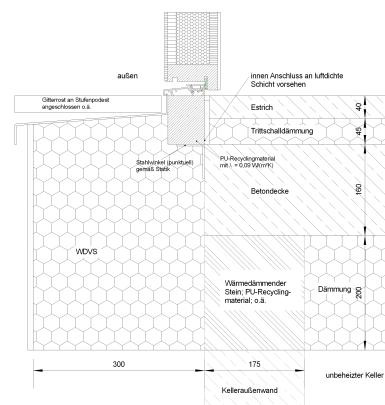 außen
innen Anschluss an luftdichte
Schicht vorsehen
Gitterrost an Stufenpodest
angeschlossen o.ä.
Estrich
40
Trittschalldämmung
45
Stahlwinkel (punktuell)
gemäß Statik
PU-Recyclingmaterial
mit λ = 0,09 W/(m²K)
Betondecke
160
WDVS
Wärmedämmender
Stein; PU-Recycling-
material; o.ä.
Dämmung
200
300
175
unbeheizter Keller
Kelleraußenwand